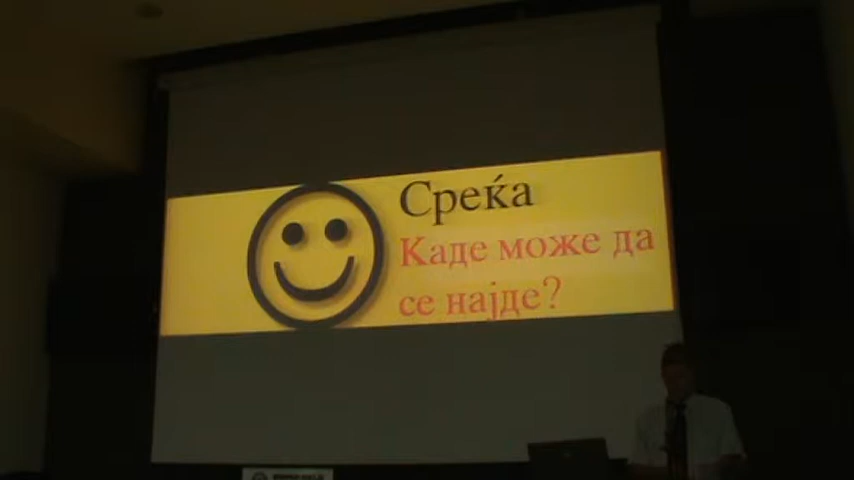 Среќа
Каде може да
се најде?